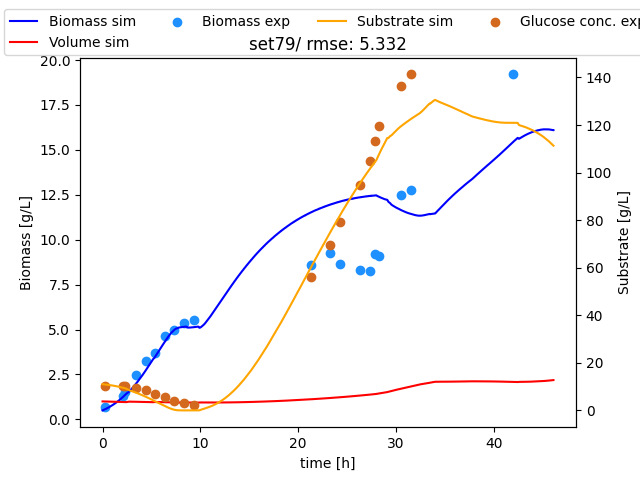 Biomass sim Biomass exp Substrate sim Glucose conc. exp
Volume sim
set79/ rmse: 5.332
20.0
17.5
15.0
12.5
10.0
7.5
5.0
2.5
0.0
Biomass [g/L]
140
120
100
80
60
40
20
0
Substrate [g/L]
0 10 20 30 40
time [h]